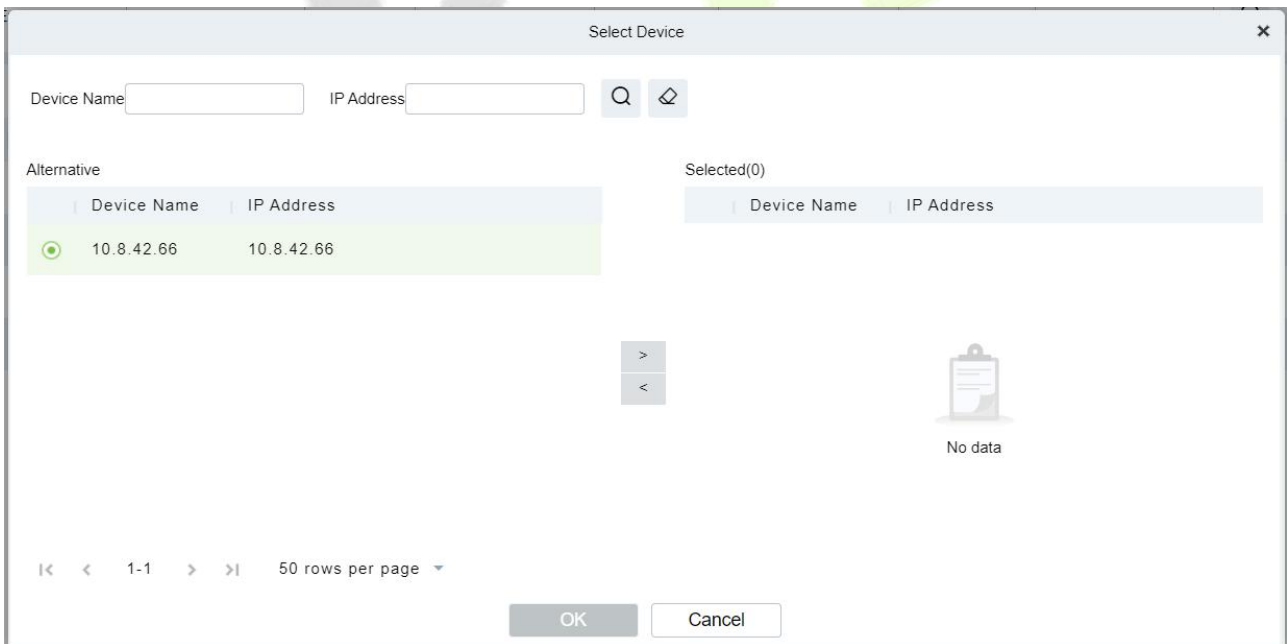 Select Device ×
Device Name IP Address
Alternative
Device Name IP Address
10.8.42.66 10.8.42.66
Selected(0)
Device Name IP Address
No data
>
<
|< < 1-1 > >| 50 rows per page
OK Cancel